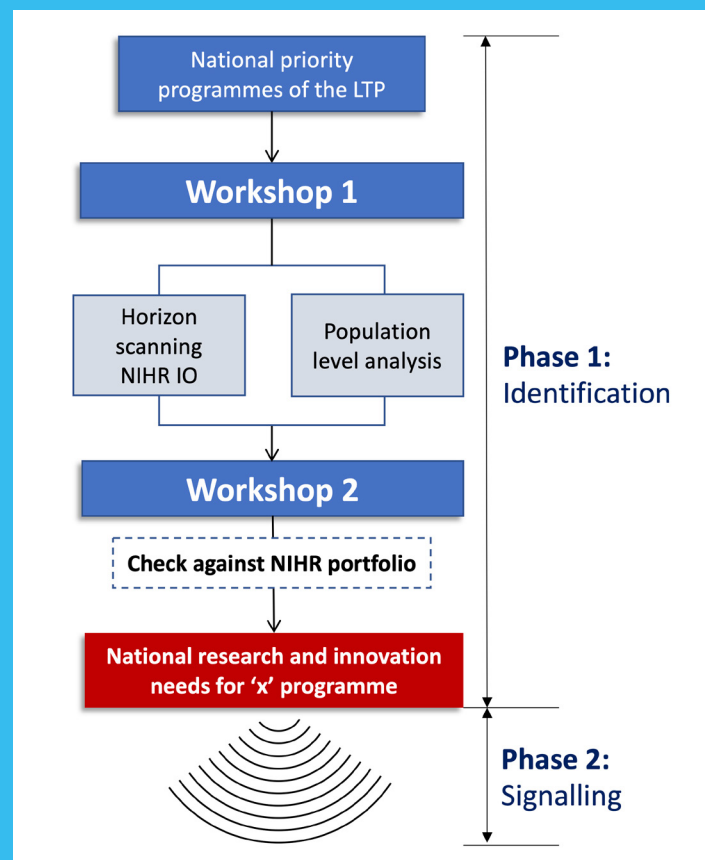 National priority
programmes of the LTP
Workshop 1
Horizon
scanning
NIHR IO
Population
level analysis
Phase 1:
Identification
Workshop 2
Check against NIHR portfolio
National research and innovation
needs for ‘x’ programme
Phase 2:
Signalling